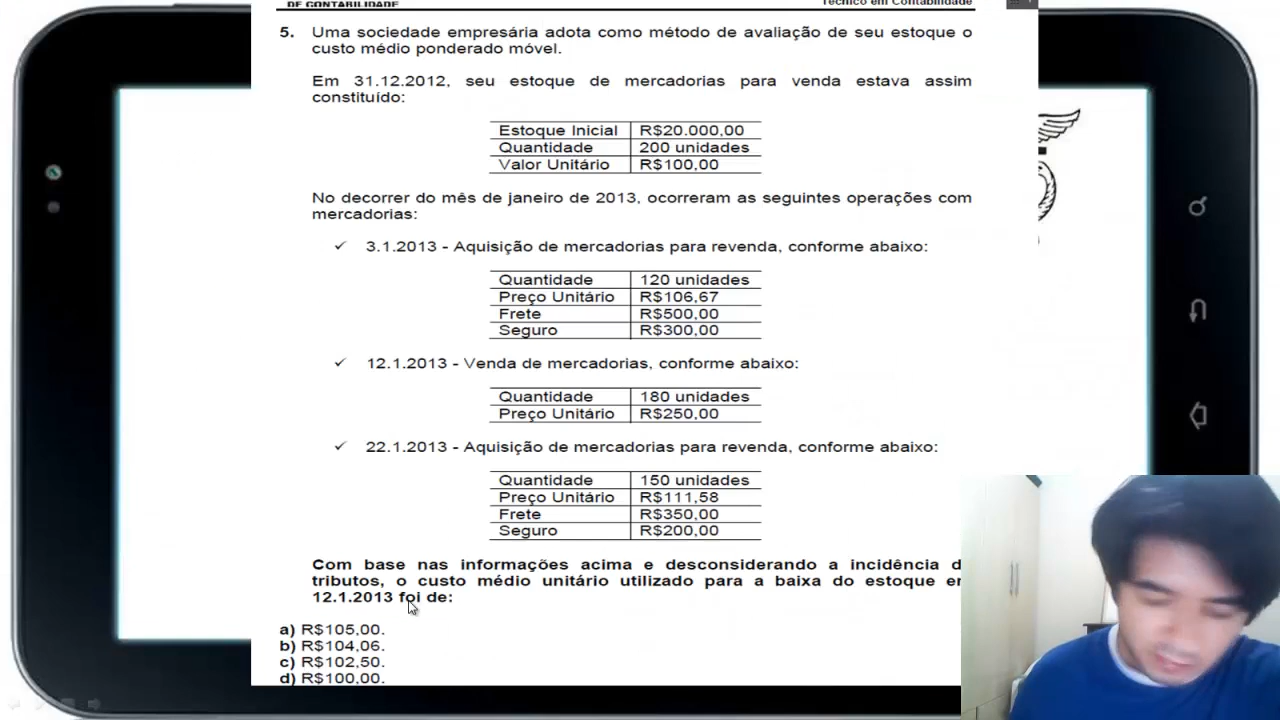 DE CONTABILIDADE
Técnico em Contabilidade
5. Uma sociedade empresária adota como método de avaliação de seu estoque o
custo médio ponderado móvel.
Em 31.12.2012, seu estoque de mercadorias para venda estava assim
constituído:
Estoque Inicial R$20.000,00
Quantidade 200 unidades
Valor Unitário R$100,00
No decorrer do mês de janeiro de 2013, ocorreram as seguintes operações com
mercadorias:
✓ 3.1.2013 - Aquisição de mercadorias para revenda, conforme abaixo:
Quantidade 120 unidades
Preço Unitário R$106,67
Frete R$500,00
Seguro R$300,00
✓ 12.1.2013 - Venda de mercadorias, conforme abaixo:
Quantidade 180 unidades
Preço Unitário R$250,00
✓ 22.1.2013 - Aquisição de mercadorias para revenda, conforme abaixo:
Quantidade 150 unidades
Preço Unitário R$111,58
Frete R$350,00
Seguro R$200,00
Com base nas informações acima e desconsiderando a incidência d
tributos, o custo médio unitário utilizado para a baixa do estoque e
12.1.2013 foi de:
a) R$105,00.
b) R$104,06.
c) R$102,50.
d) R$100,00.